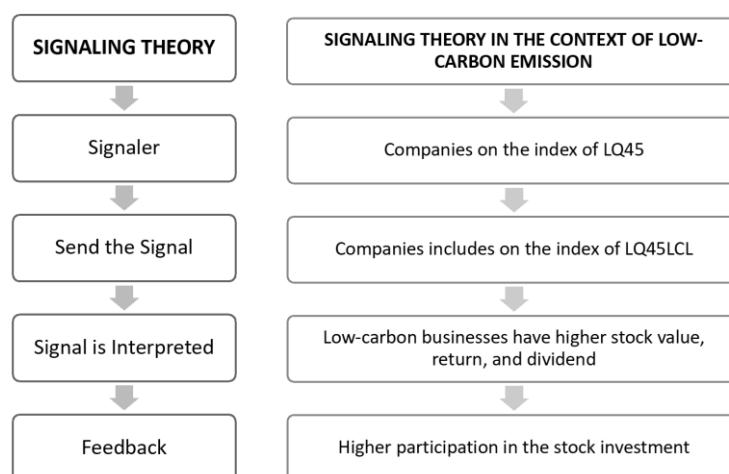 SIGNALING THEORY
Signaler
Send the Signal
Signal is Interpreted
Feedback
SIGNALING THEORY IN THE CONTEXT OF LOW-
CARBON EMISSION
Companies on the index of LQ45
Companies includes on the index of LQ45LCL
Low-carbon businesses have higher stock value,
return, and dividend
Higher participation in the stock investment